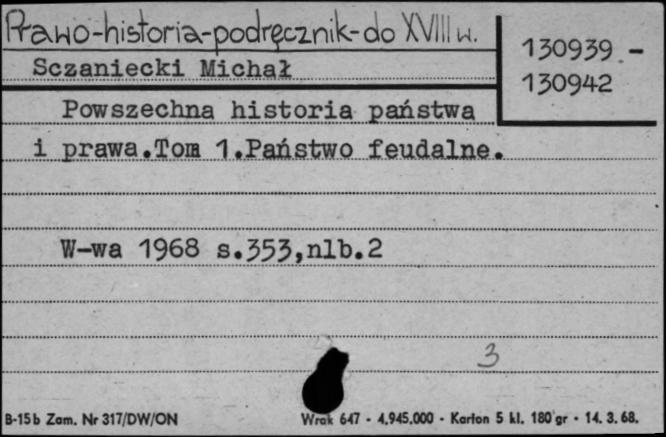 Prawo-historia-podręcznik-do XVIII w.
130939 -
130942
Sczaniecki Michał
Powszechna historia państwa
i prawa.Tom 1.Państwo feudalne.
W-wa 1968 s.353,nlb.2
3
B-15b Zam. Nr 317/DW/ON
Wrak 647 - 4.945.000 - Karton 5 kl. 180 gr - 14. 3. 68.